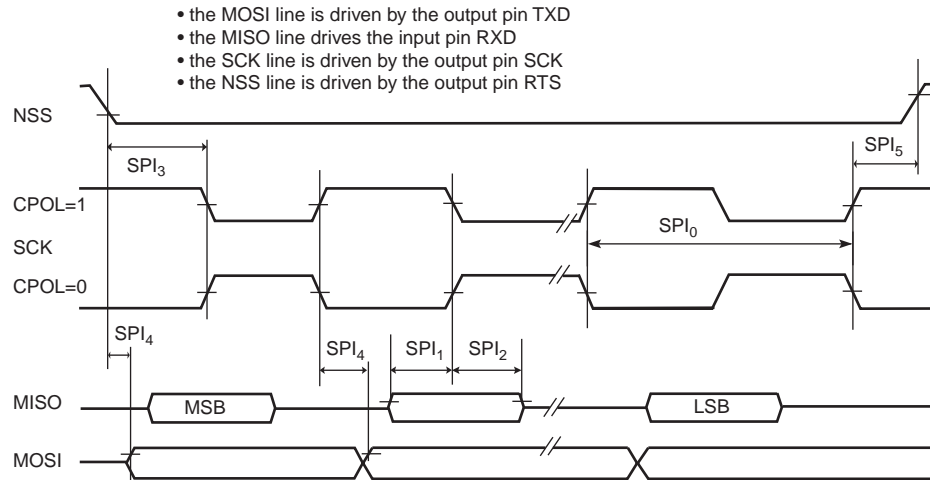 • the MOSI line is driven by the output pin TXD
• the MISO line drives the input pin RXD
• the SCK line is driven by the output pin SCK
• the NSS line is driven by the output pin RTS
NSS
SPI3
SPI5
CPOL=1
SCK
SPI0
CPOL=0
SPI4
SPI4
SPI1
SPI2
MISO
MSB
LSB
MOSI